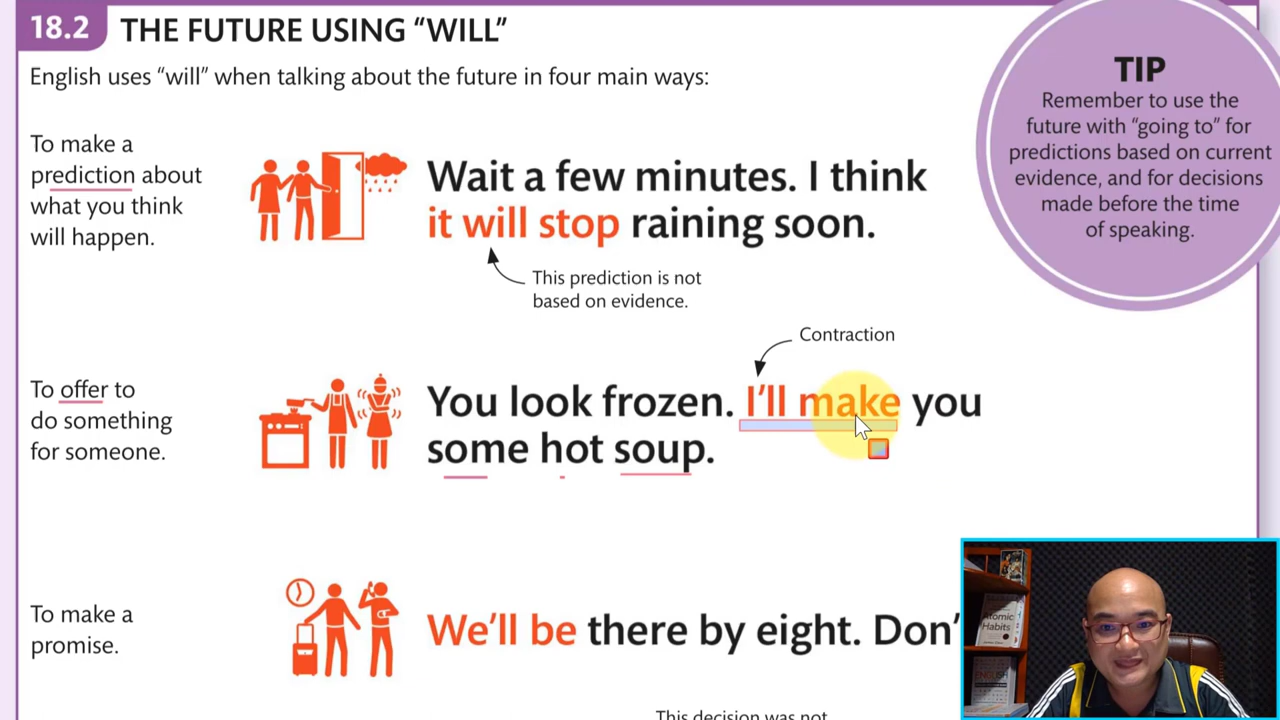 18.2 THE FUTURE USING “WILL”
English uses “will” when talking about the future in four main ways:
TIP
Remember to use the
future with “going to” for
predictions based on current
evidence, and for decisions
made before the time
of speaking.
To make a
prediction about
what you think
will happen.
Wait a few minutes. I think
it will stop raining soon.
This prediction is not
based on evidence.
To offer to
do something
for someone.
Contraction
You look frozen. I’ll make you
some hot soup.
To make a
promise.
We’ll be there by eight. Don’
This decision was not
Atomic
Habits
ENGLISH